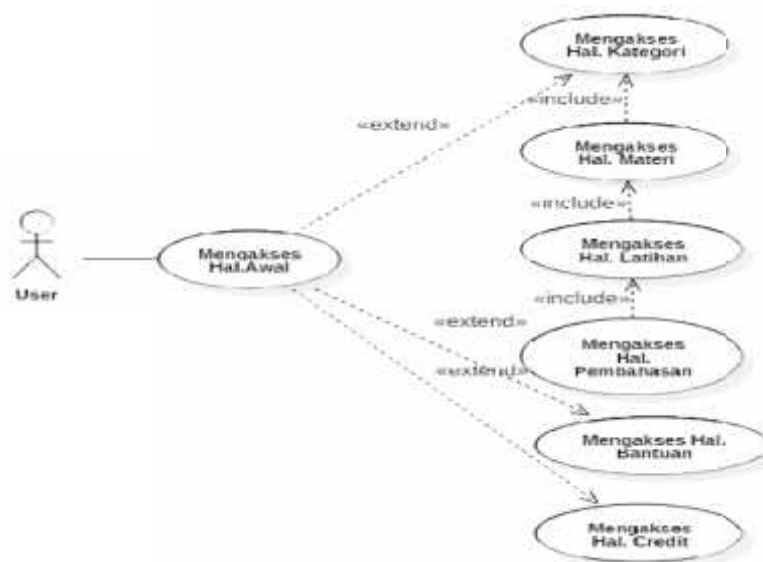 Mengakses
Hal. Kategori
«include»
«extend»
Mengakses
Hal. Materi
«include»
Mengakses
Hal. Latihan
Mengakses
Hal.Awal
User
«include»
«extend»
Mengakses
Hal.
Pembahasan
«extend»
Mengakses Hal.
Bantuan
Mengakses
Hal. Credit